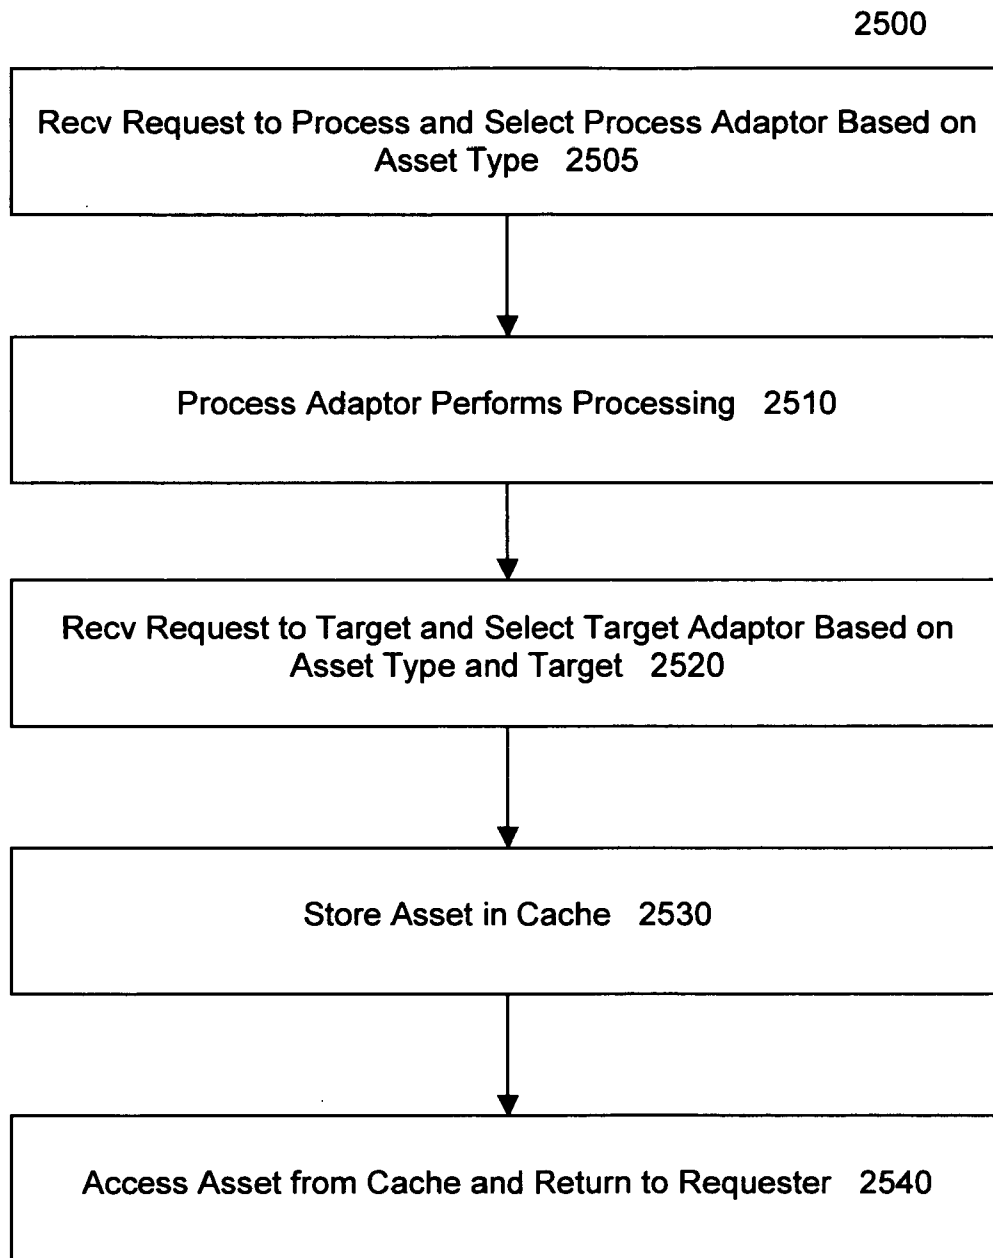 2500
Recv Request to Process and Select Process Adaptor Based on
Asset Type 2505
Process Adaptor Performs Processing 2510
Recv Request to Target and Select Target Adaptor Based on
Asset Type and Target 2520
Store Asset in Cache 2530
Access Asset from Cache and Return to Requester 2540